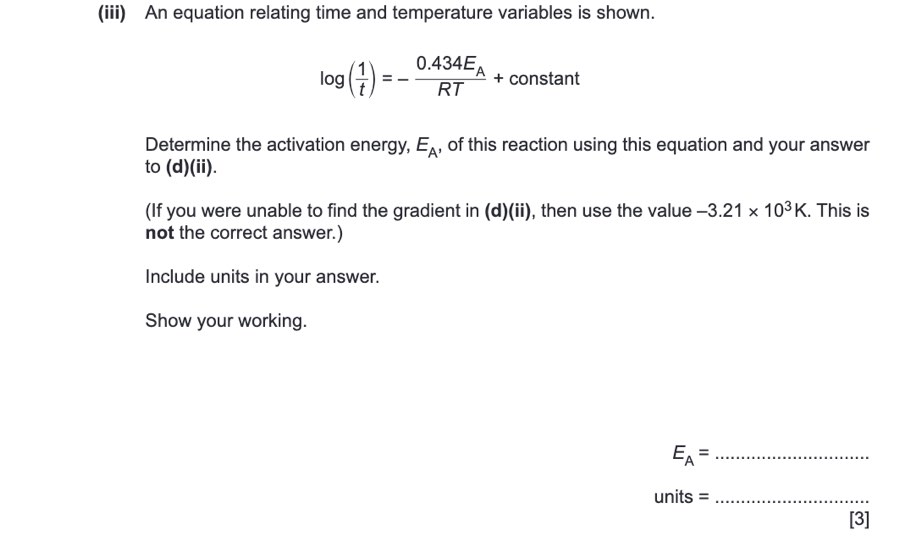 (iii) An equation relating time and temperature variables is shown.
log(1/t) = − 0.434E_A/RT + constant
Determine the activation energy, E_A, of this reaction using this equation and your answer
to (d)(ii).
(If you were unable to find the gradient in (d)(ii), then use the value –3.21 × 10³ K. This is
not the correct answer.)
Include units in your answer.
Show your working.
E_A = ...............................
units = ...............................
[3]